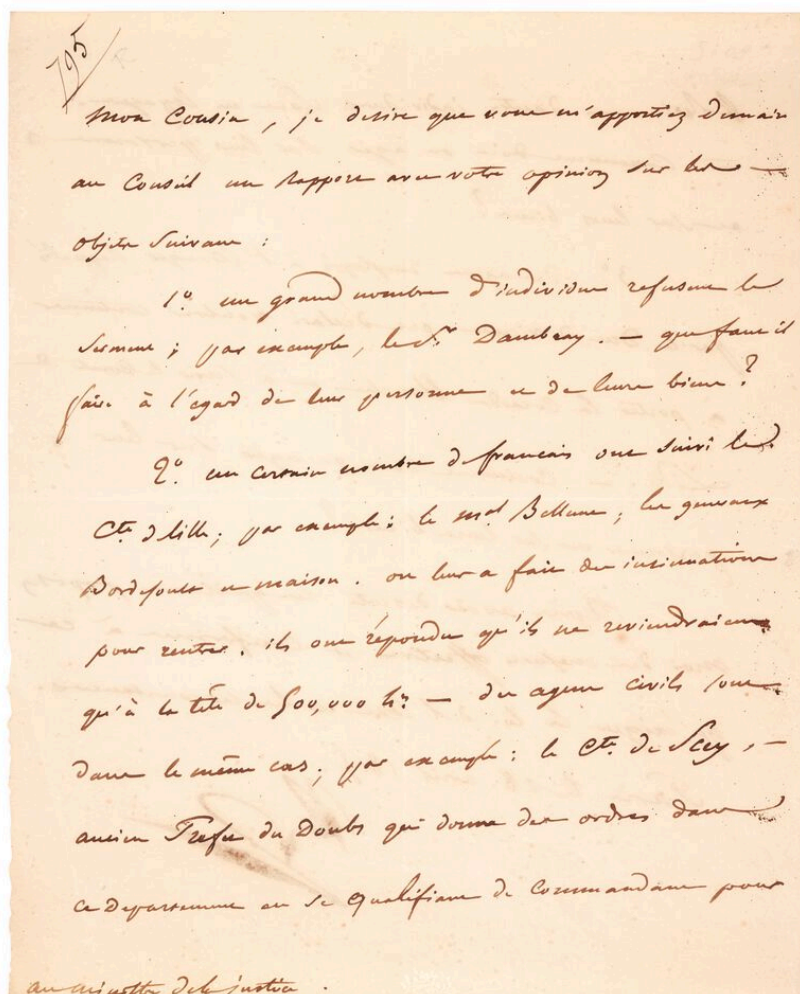 795
Mon Cousin, je desire que vous m'apportiez demain
au Conseil un rapport avec votre opinion sur les —
objets suivans :
1°. un grand nombre d'individus refusent le
serment ; par exemple, le Sr. Dambray. — que faut il
faire à l'égard de leur personne et de leurs biens ?
2°. un certain nombre de francais ont suivi le
Cte. de lille ; par exemple : le mal Bellune, les generaux
Bordesoult et maison. on leur a fait des insinuations
pour rentrer. ils ont répondu qu'ils ne reviendraient
qu'à la tête de 500,000 hes — des agens civils sont
dans le même cas ; par exemple : le Cte. de Scey, —
ancien Prefet du Doubs qui donne des ordres dans
ce Departement en se qualifiant de Commandant pour
au ministre de la justice .